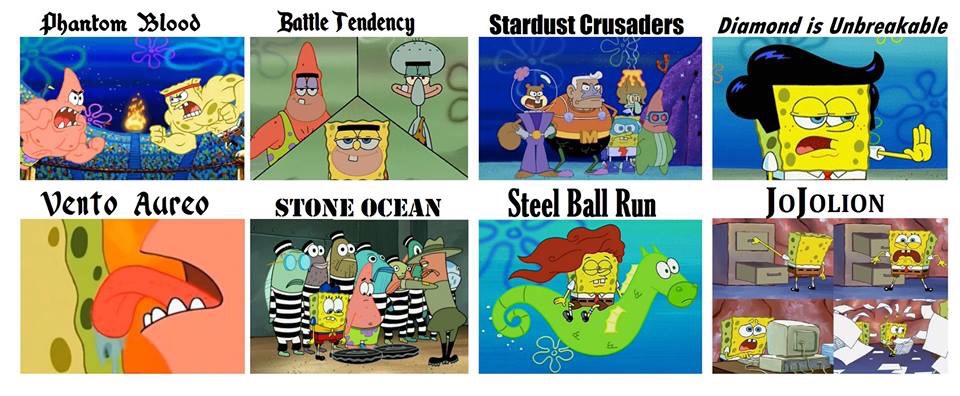 Phantom Blood
Battle Tendency
Stardust Crusaders
Diamond is Unbreakable
Vento Aureo
STONE OCEAN
Steel Ball Run
JOJOLION
M